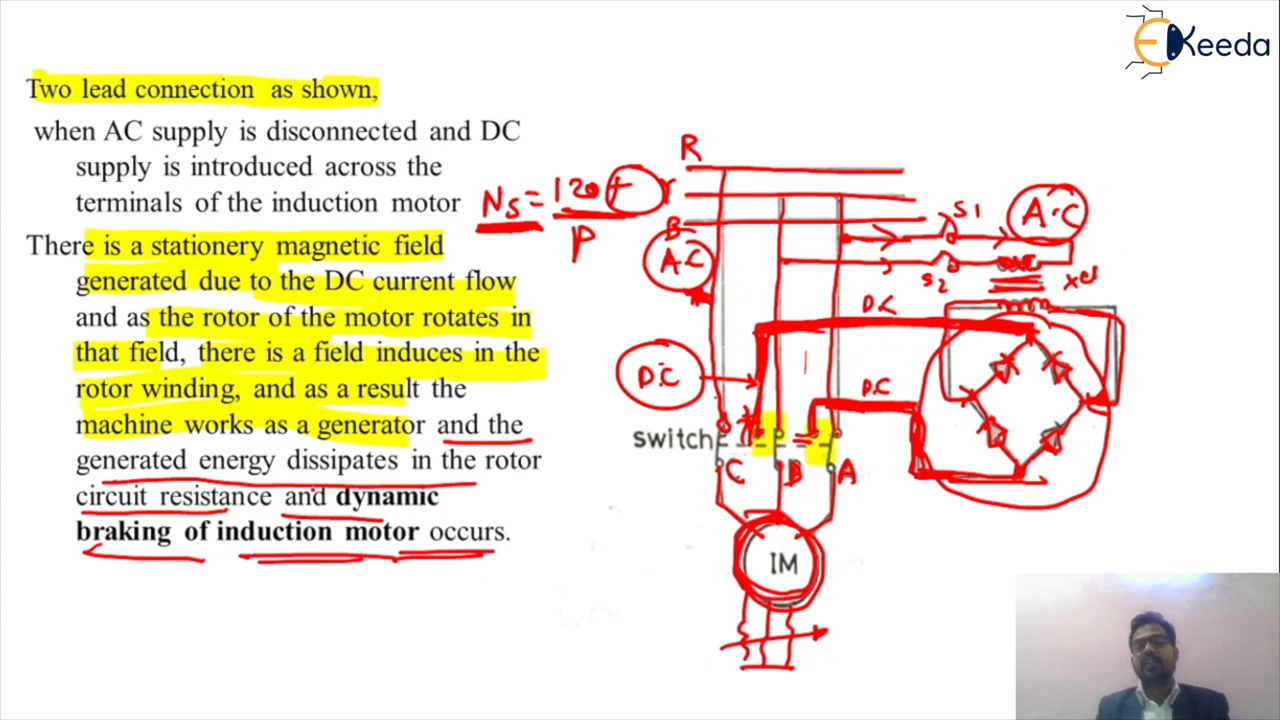 Keeda
Two lead connection as shown,
when AC supply is disconnected and DC
supply is introduced across the
terminals of the induction motor
There is a stationery magnetic field
generated due to the DC current flow
and as the rotor of the motor rotates in
that field, there is a field induces in the
rotor winding, and as a result the
machine works as a generator and the
generated energy dissipates in the rotor
circuit resistance and dynamic
braking of induction motor occurs.
Ns = 120f
P
R
Y
B
A.C
S1
A.C
S2
D.C
D.C
D.C
switch
C
B
A
IM